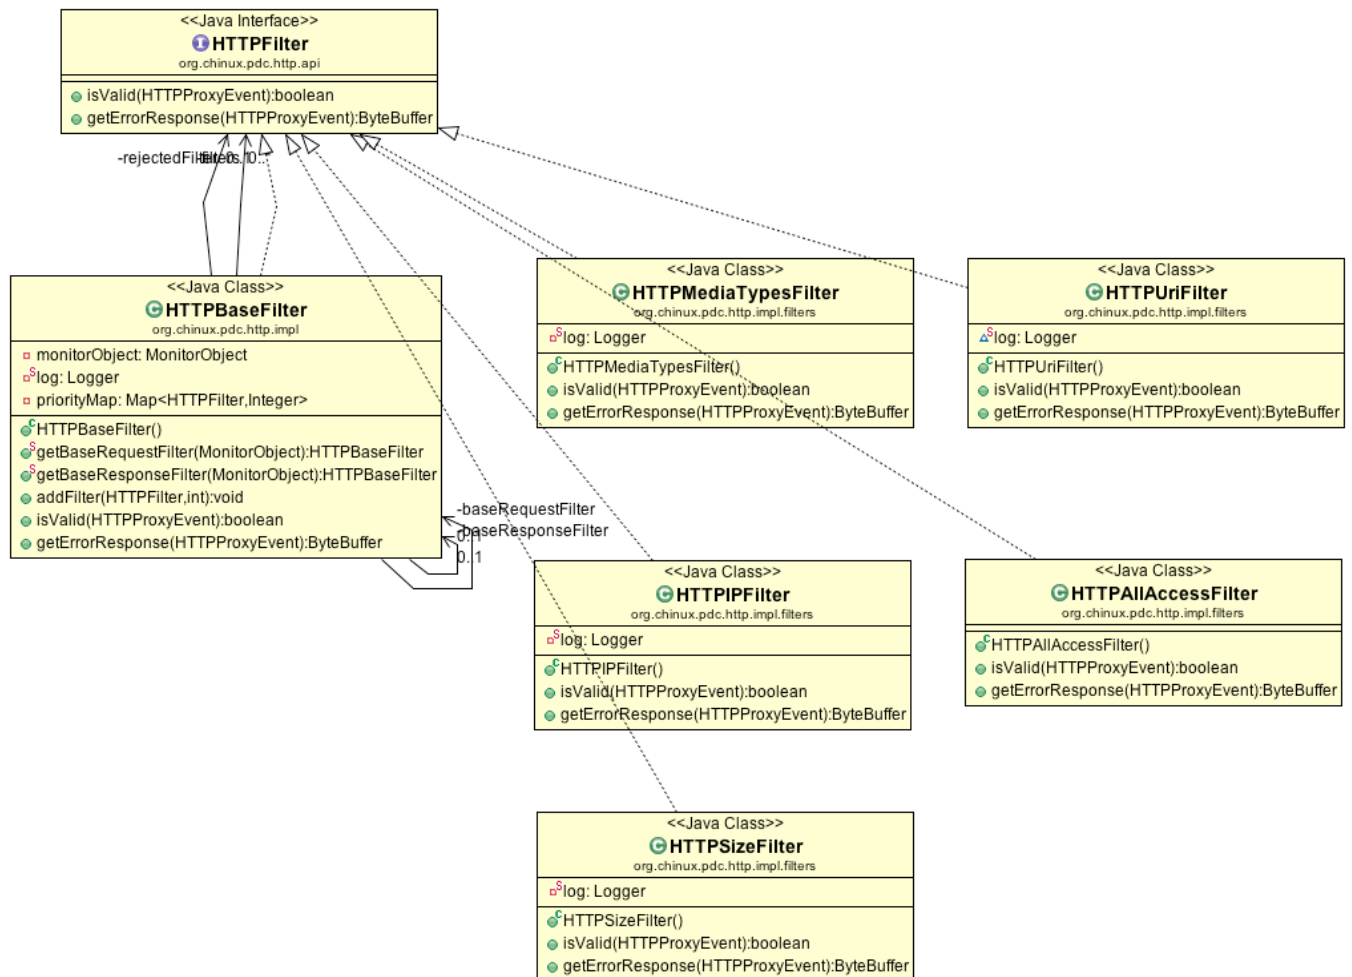 <<Java Interface>>
HTTPFilter
org.chinux.pdc.http.api
isValid(HTTPProxyEvent):boolean
getErrorResponse(HTTPProxyEvent):ByteBuffer
-rejectedFilter
0..1
0..
<<Java Class>>
HTTPBaseFilter
org.chinux.pdc.http.impl
monitorObject: MonitorObject
log: Logger
priorityMap: Map<HTTPFilter,Integer>
HTTPBaseFilter()
getBaseRequestFilter(MonitorObject):HTTPBaseFilter
getBaseResponseFilter(MonitorObject):HTTPBaseFilter
addFilter(HTTPFilter,int):void
isValid(HTTPProxyEvent):boolean
getErrorResponse(HTTPProxyEvent):ByteBuffer
-baseRequestFilter
-baseResponseFilter
0..1
0..1
<<Java Class>>
HTTPMediaTypesFilter
org.chinux.pdc.http.impl.filters
log: Logger
HTTPMediaTypesFilter()
isValid(HTTPProxyEvent):boolean
getErrorResponse(HTTPProxyEvent):ByteBuffer
<<Java Class>>
HTTPUriFilter
org.chinux.pdc.http.impl.filters
log: Logger
HTTPUriFilter()
isValid(HTTPProxyEvent):boolean
getErrorResponse(HTTPProxyEvent):ByteBuffer
<<Java Class>>
HTTPIPFilter
org.chinux.pdc.http.impl.filters
log: Logger
HTTPIPFilter()
isValid(HTTPProxyEvent):boolean
getErrorResponse(HTTPProxyEvent):ByteBuffer
<<Java Class>>
HTTPAllAccessFilter
org.chinux.pdc.http.impl.filters
HTTPAllAccessFilter()
isValid(HTTPProxyEvent):boolean
getErrorResponse(HTTPProxyEvent):ByteBuffer
<<Java Class>>
HTTPSizeFilter
org.chinux.pdc.http.impl.filters
log: Logger
HTTPSizeFilter()
isValid(HTTPProxyEvent):boolean
getErrorResponse(HTTPProxyEvent):ByteBuffer